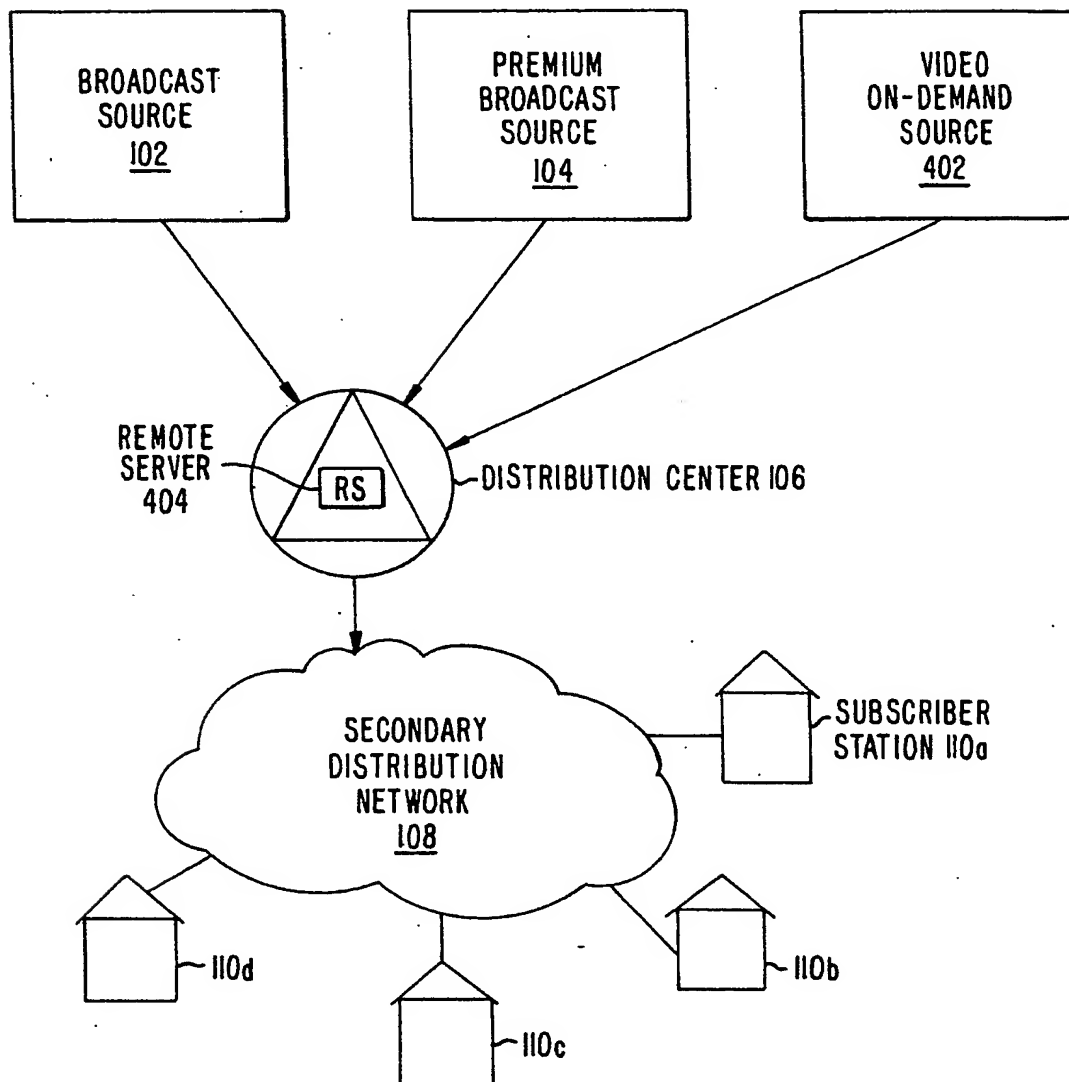 BROADCAST
SOURCE
102
PREMIUM
BROADCAST
SOURCE
104
VIDEO
ON-DEMAND
SOURCE
402
REMOTE
SERVER
404
RS
DISTRIBUTION CENTER 106
SECONDARY
DISTRIBUTION
NETWORK
108
SUBSCRIBER
STATION 110a
110d
110b
110c